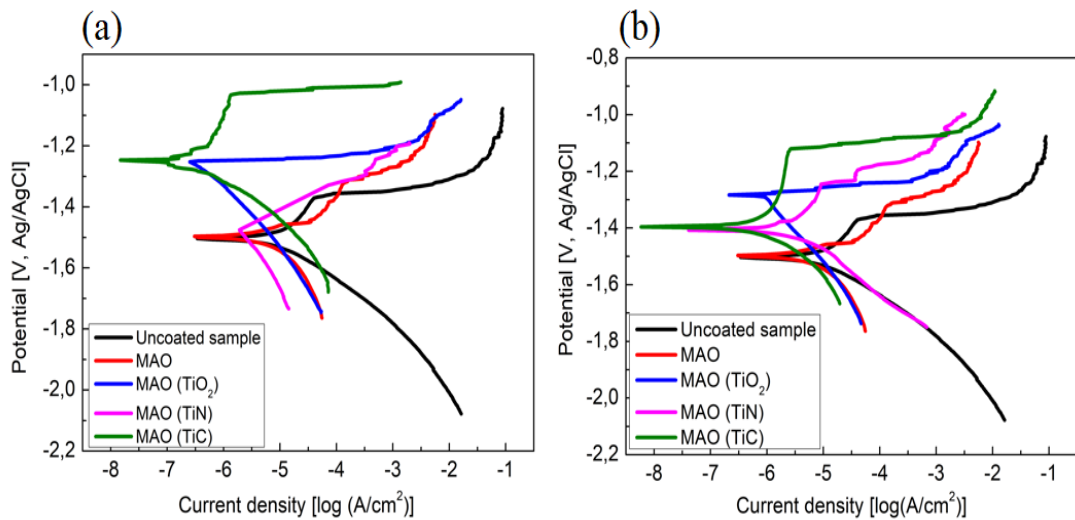 (a)
-1,0
-1,2
-1,4
-1,6
-1,8
-2,0
-2,2
Potential [V, Ag/AgCl]
Uncoated sample
MAO
MAO (TiO2)
MAO (TiN)
MAO (TiC)
-8 -7 -6 -5 -4 -3 -2 -1
Current density [log (A/cm2)]
(b)
-0,8
-1,0
-1,2
-1,4
-1,6
-1,8
-2,0
-2,2
Potential [V, Ag/AgCl]
Uncoated sample
MAO
MAO (TiO2)
MAO (TiN)
MAO (TiC)
-8 -7 -6 -5 -4 -3 -2 -1
Current density [log(A/cm2)]